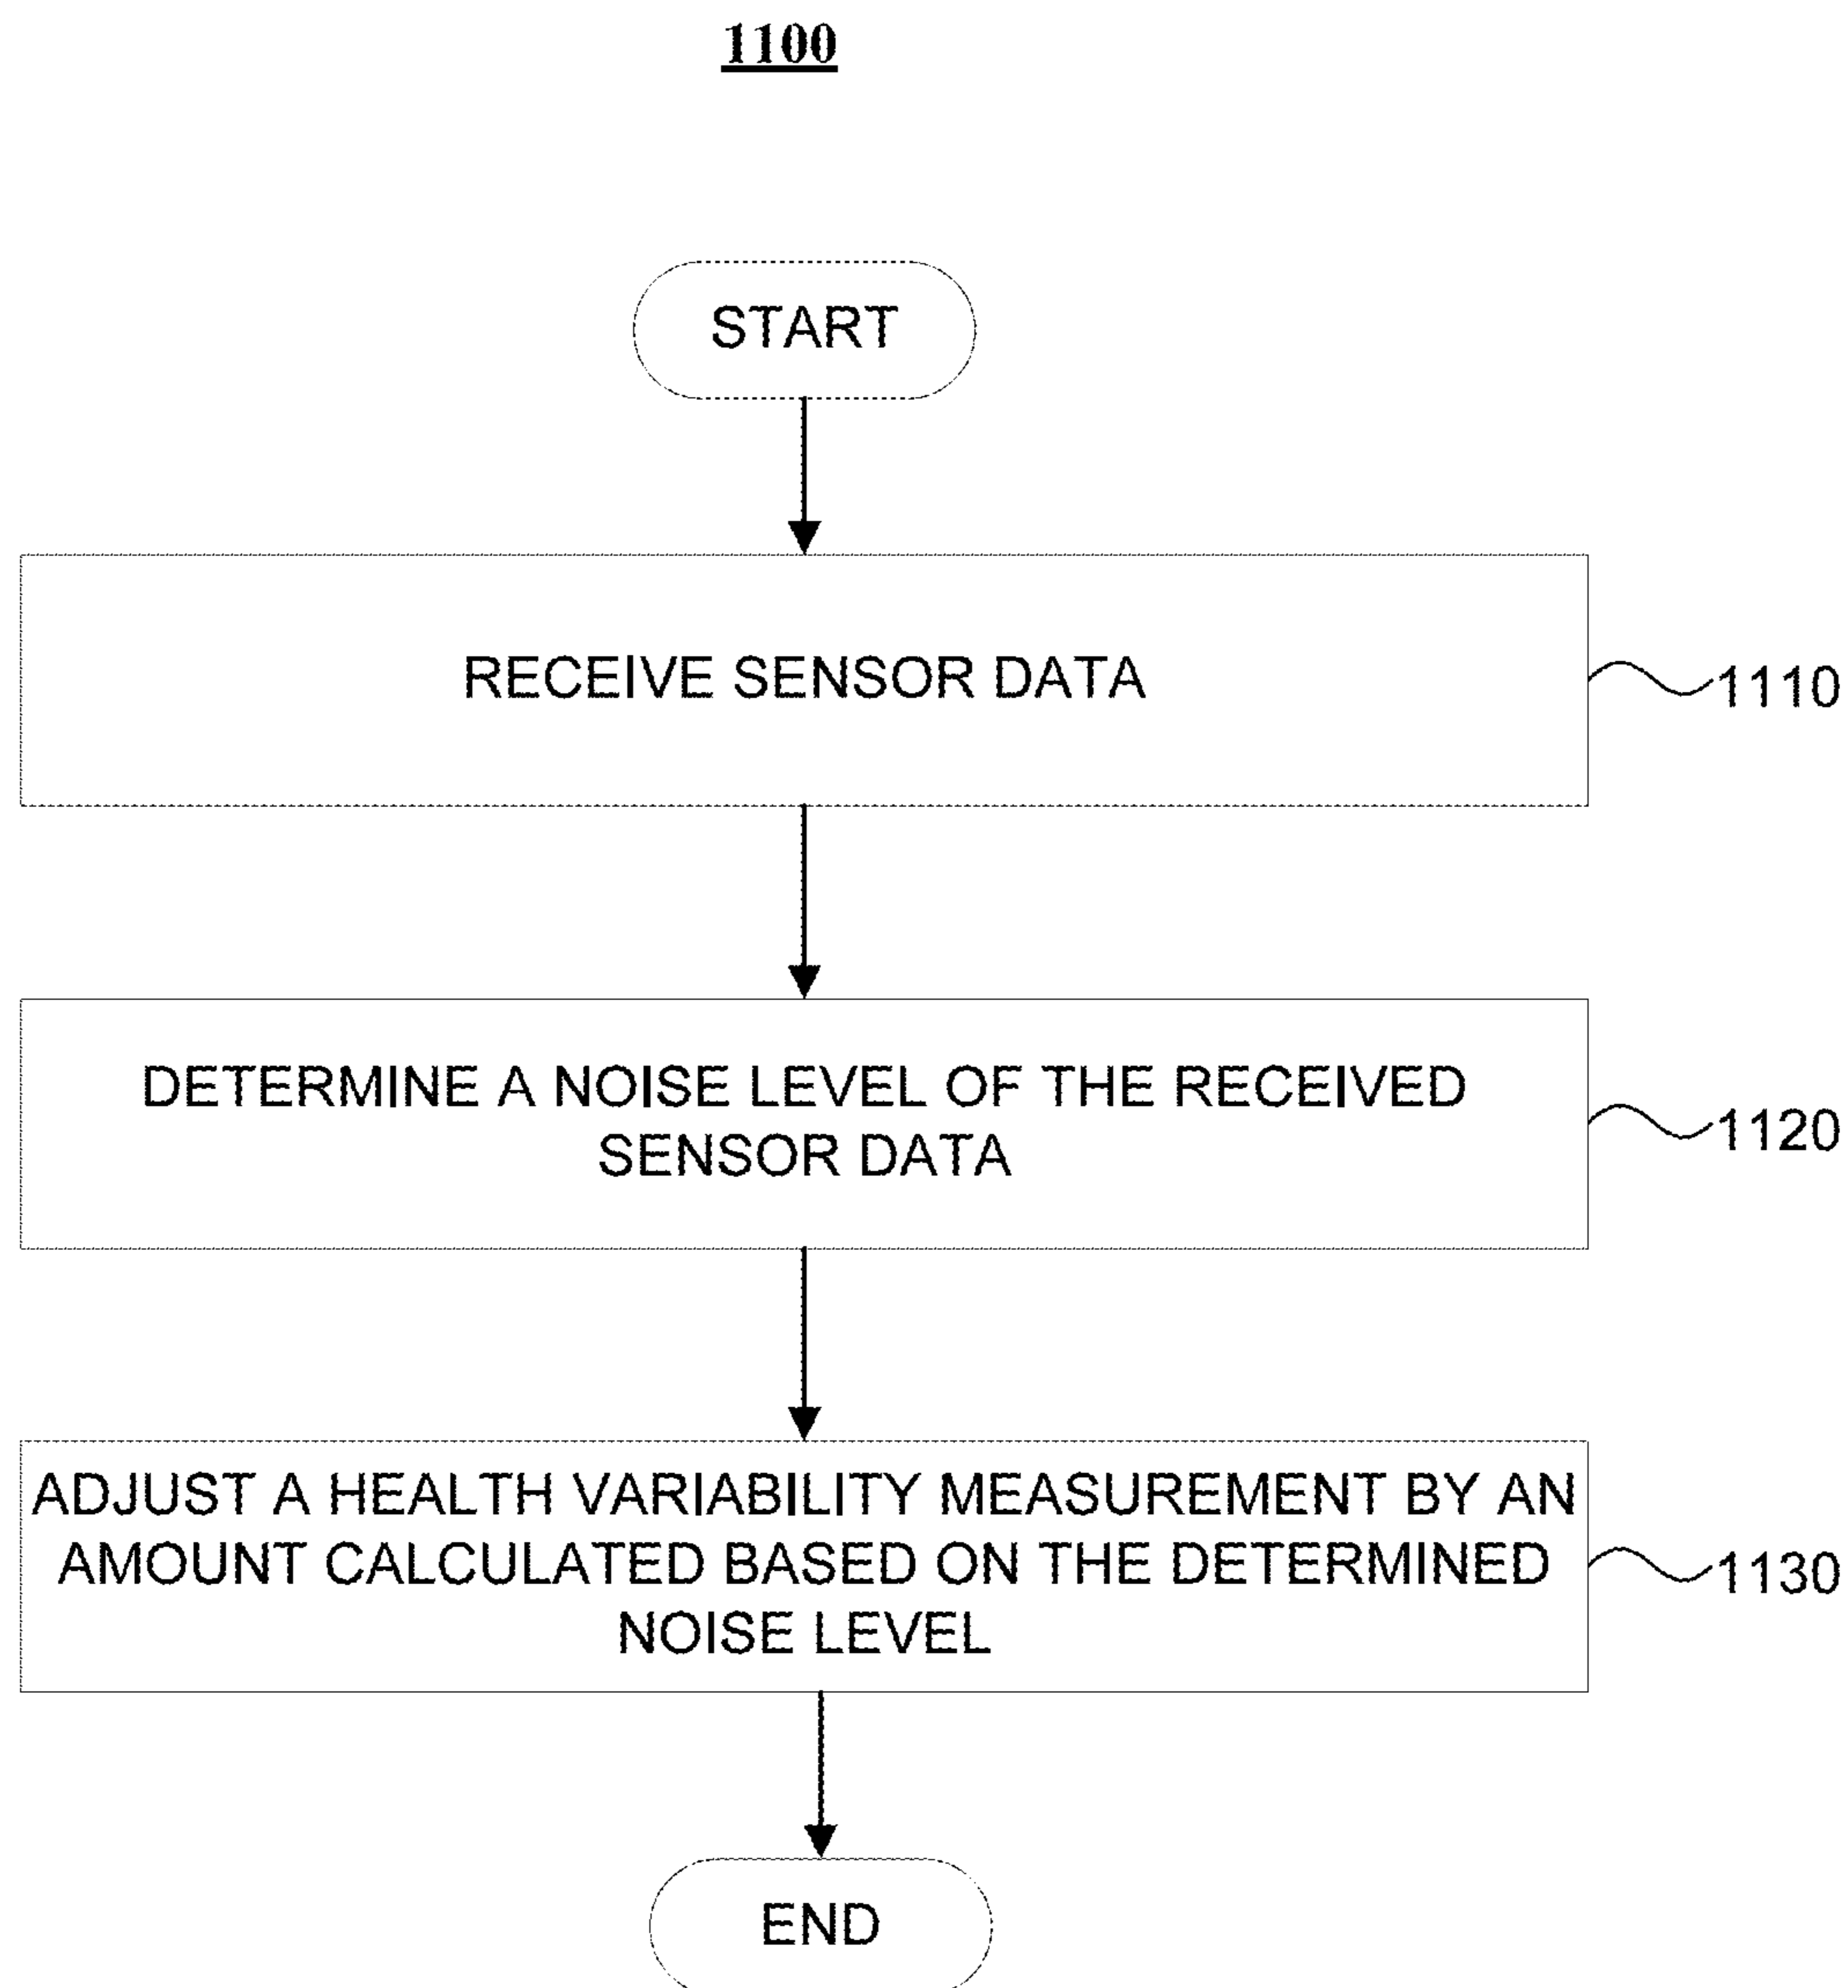 1100
START
RECEIVE SENSOR DATA
1110
DETERMINE A NOISE LEVEL OF THE RECEIVED
SENSOR DATA
1120
ADJUST A HEALTH VARIABILITY MEASUREMENT BY AN
AMOUNT CALCULATED BASED ON THE DETERMINED
NOISE LEVEL
1130
END